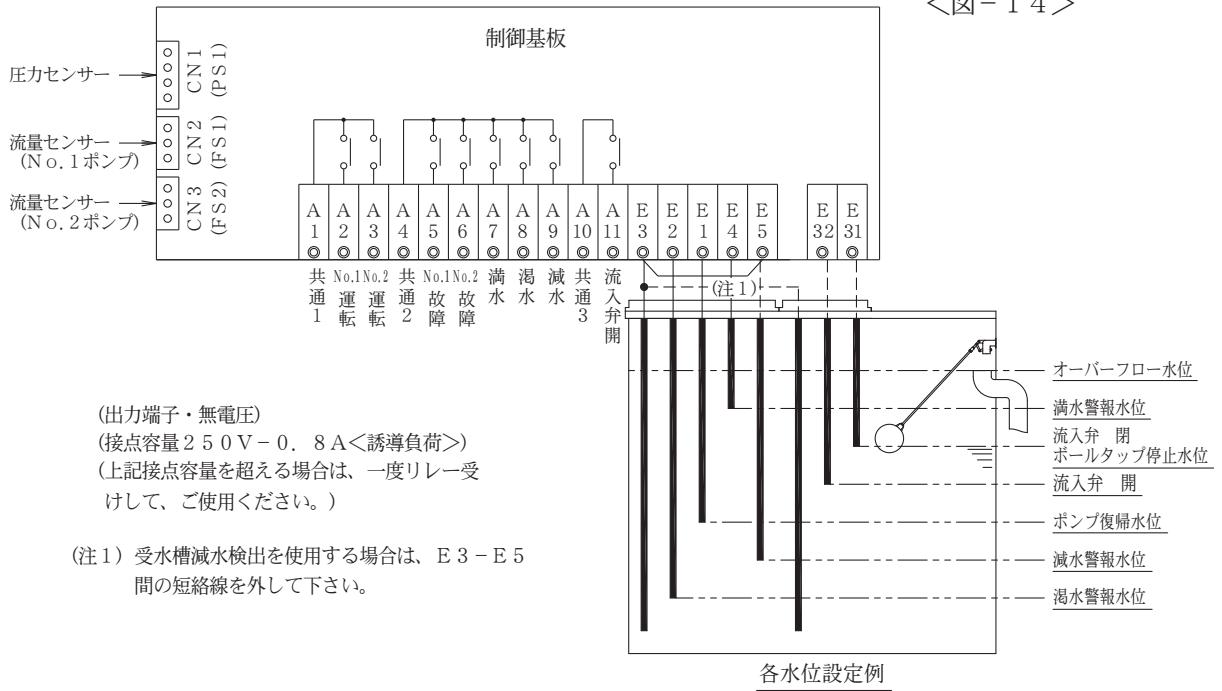 <図－１４>
制御基板
圧力センサー
CN1
(PS1)
流量センサー
(No.1ポンプ)
CN2
(FS1)
流量センサー
(No.2ポンプ)
CN3
(FS2)
A1
A2
A3
A4
A5
A6
A7
A8
A9
A10
A11
E3
E2
E1
E4
E5
E32
E31
共通1
No.1運転
No.2運転
共通2
No.1故障
No.2故障
満水
渇水
減水
共通3
流入弁開
(注１)
オーバーフロー水位
満水警報水位
流入弁　閉
ボールタップ停止水位
流入弁　開
ポンプ復帰水位
減水警報水位
渇水警報水位
各水位設定例
(出力端子・無電圧)
(接点容量２５０Ｖ－０．８Ａ<誘導負荷>)
(上記接点容量を超える場合は、一度リレー受
けして、ご使用ください。)
(注１) 受水槽減水検出を使用する場合は、Ｅ３－Ｅ５
間の短絡線を外して下さい。